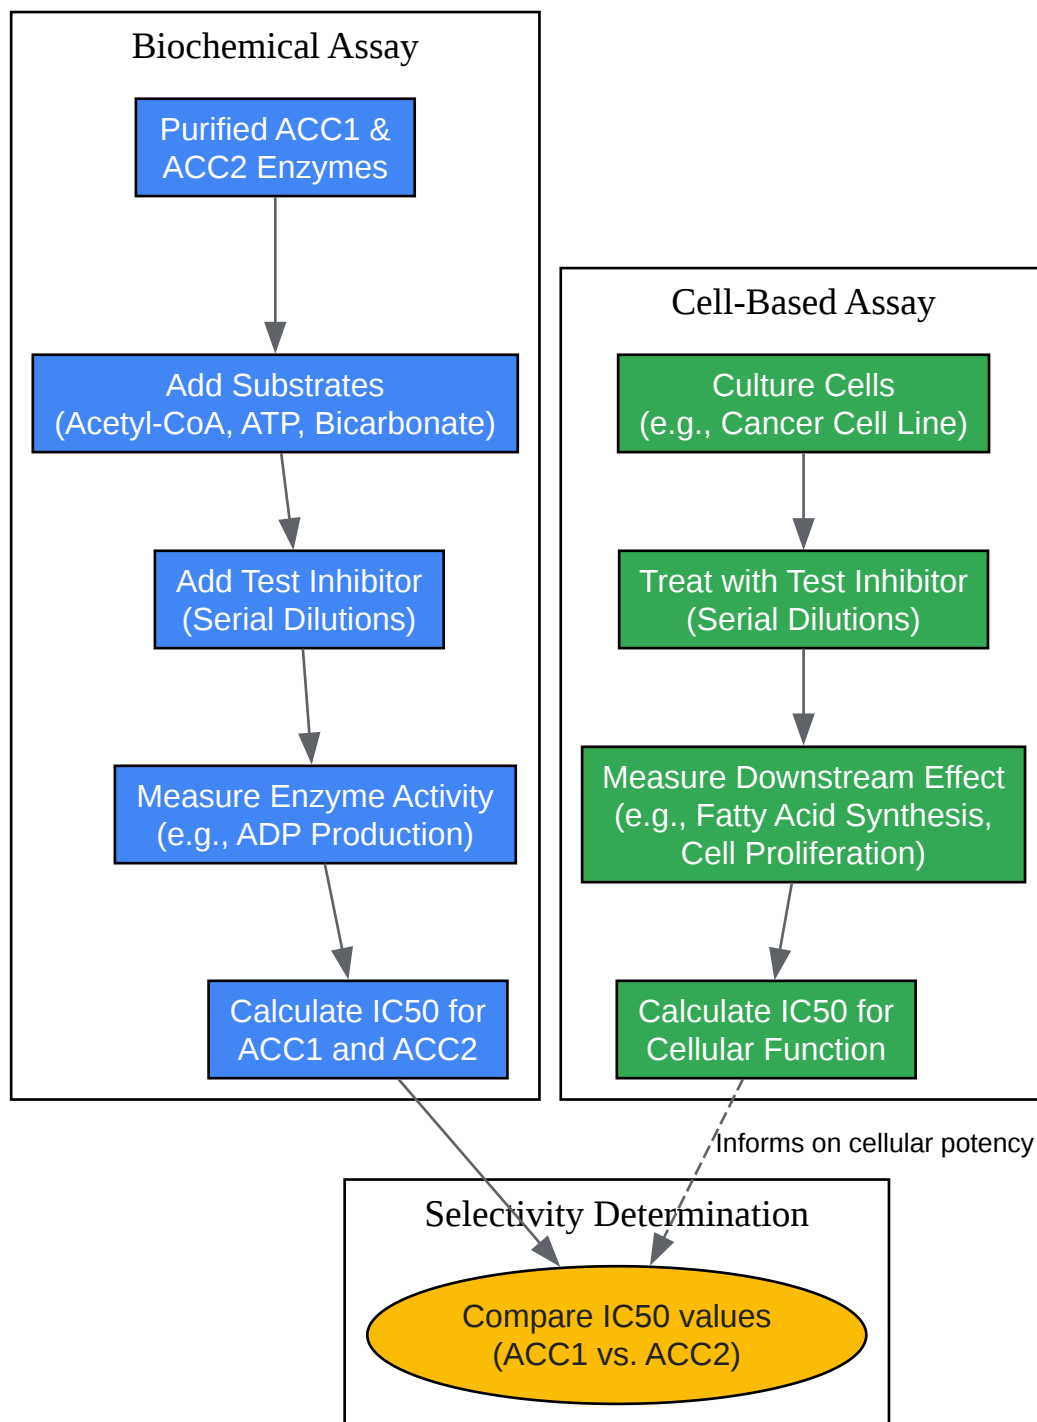 Biochemical Assay
Purified ACC1 &
ACC2 Enzymes
Add Substrates
(Acetyl-CoA, ATP, Bicarbonate)
Add Test Inhibitor
(Serial Dilutions)
Measure Enzyme Activity
(e.g., ADP Production)
Calculate IC50 for
ACC1 and ACC2
Cell-Based Assay
Culture Cells
(e.g., Cancer Cell Line)
Treat with Test Inhibitor
(Serial Dilutions)
Measure Downstream Effect
(e.g., Fatty Acid Synthesis,
Cell Proliferation)
Calculate IC50 for
Cellular Function
Informs on cellular potency
Selectivity Determination
Compare IC50 values
(ACC1 vs. ACC2)